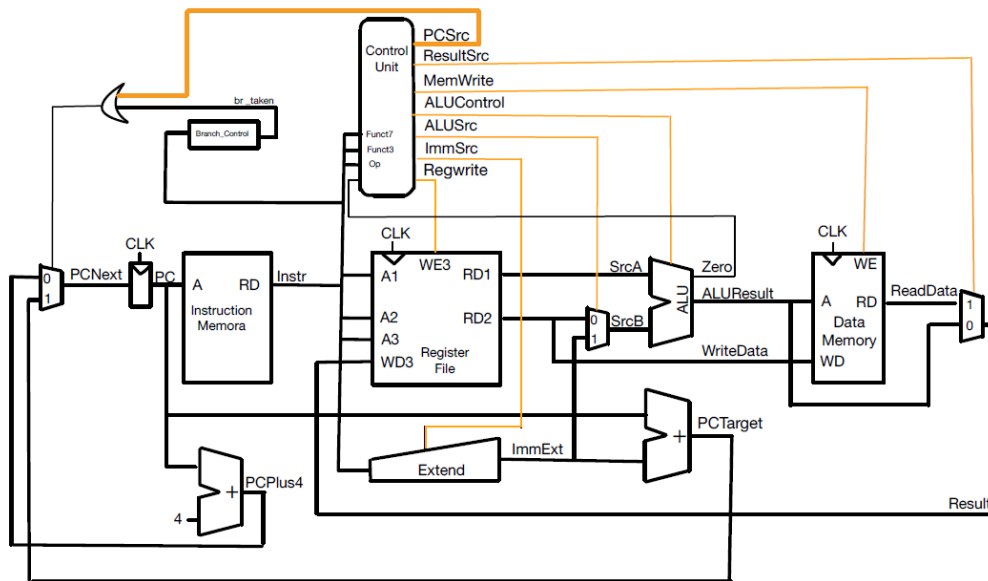 PCSrc
Control
Unit
ResultSrc
MemWrite
ALUControl
ALUSrc
ImmSrc
Regwrite
br_taken
Branch_Control
Funct7
Funct3
Op
CLK
PCNext
PC
0
1
A
RD
Instruction
Memora
Instr
CLK
WE3
A1
RD1
A2
RD2
A3
WD3
Register
File
0
1
SrcA
SrcB
ALU
Zero
ALUResult
WriteData
CLK
WE
A
RD
Data
Memory
WD
ReadData
1
0
Extend
ImmExt
+
PCTarget
4
+
PCPlus4
Result